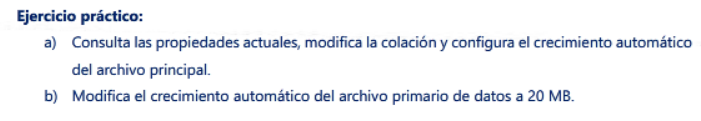 Ejercicio práctico:
a) Consulta las propiedades actuales, modifica la colación y configura el crecimiento automático
del archivo principal.
b) Modifica el crecimiento automático del archivo primario de datos a 20 MB.